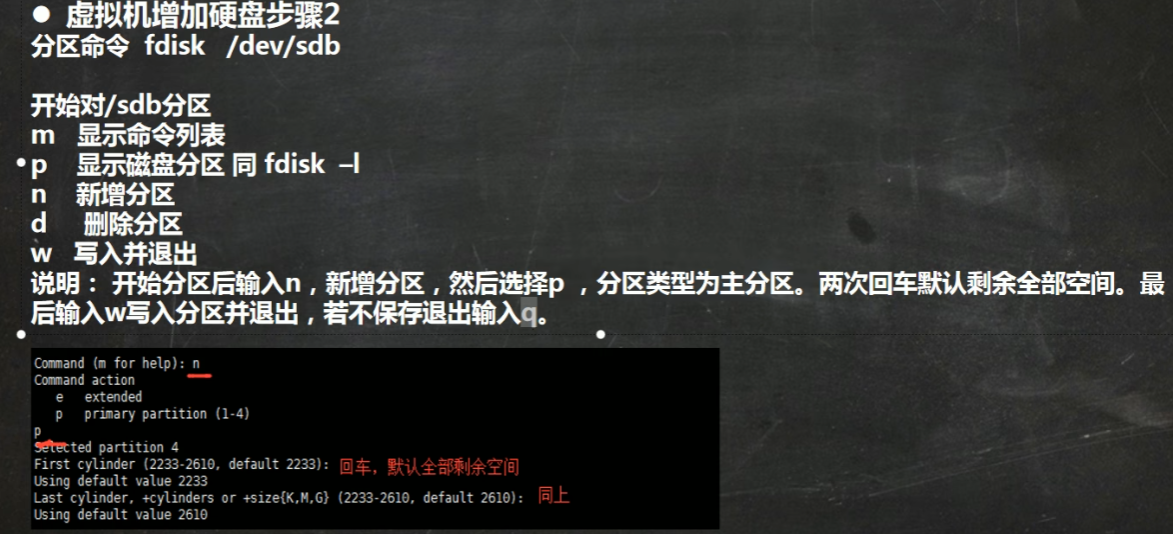 ● 虚拟机增加硬盘步骤2
分区命令 fdisk /dev/sdb
开始对/sdb分区
m 显示命令列表
p 显示磁盘分区 同 fdisk –l
n 新增分区
d 删除分区
w 写入并退出
说明： 开始分区后输入n，新增分区，然后选择p ，分区类型为主分区。两次回车默认剩余全部空间。最
后输入w写入分区并退出，若不保存退出输入q。
Command (m for help): n
Command action
e extended
p primary partition (1-4)
p
Selected partition 4
First cylinder (2233-2610, default 2233): 回车，默认全部剩余空间
Using default value 2233
Last cylinder, +cylinders or +size{K,M,G} (2233-2610, default 2610): 同上
Using default value 2610